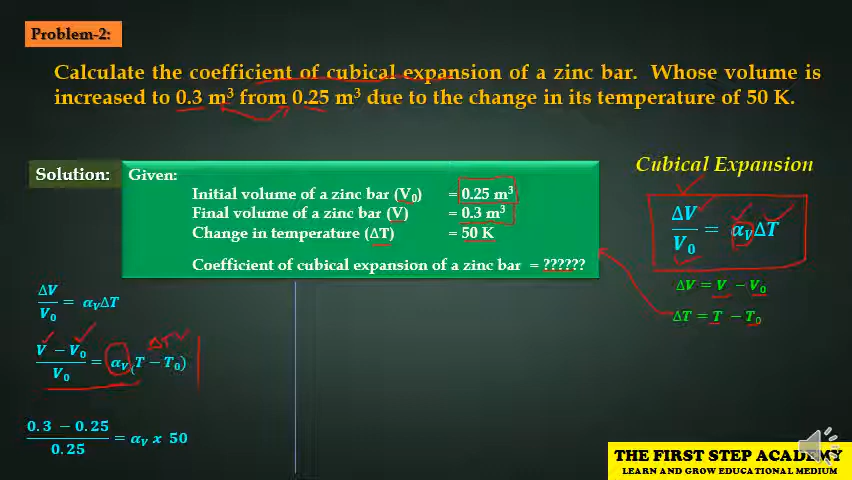 Problem-2:
Calculate the coefficient of cubical expansion of a zinc bar. Whose volume is
increased to 0.3 m³ from 0.25 m³ due to the change in its temperature of 50 K.
Solution:
Given:
Initial volume of a zinc bar (V₀) = 0.25 m³
Final volume of a zinc bar (V) = 0.3 m³
Change in temperature (ΔT) = 50 K
Coefficient of cubical expansion of a zinc bar = ??????
Cubical Expansion
ΔV/V₀ = α_V ΔT
ΔV = V − V₀
ΔT = T − T₀
ΔV/V₀ = α_V ΔT
ΔT
(V − V₀)/V₀ = α_V (T − T₀)
(0.3 − 0.25)/0.25 = α_V x 50
THE FIRST STEP ACADEMY
LEARN AND GROW EDUCATIONAL MEDIUM